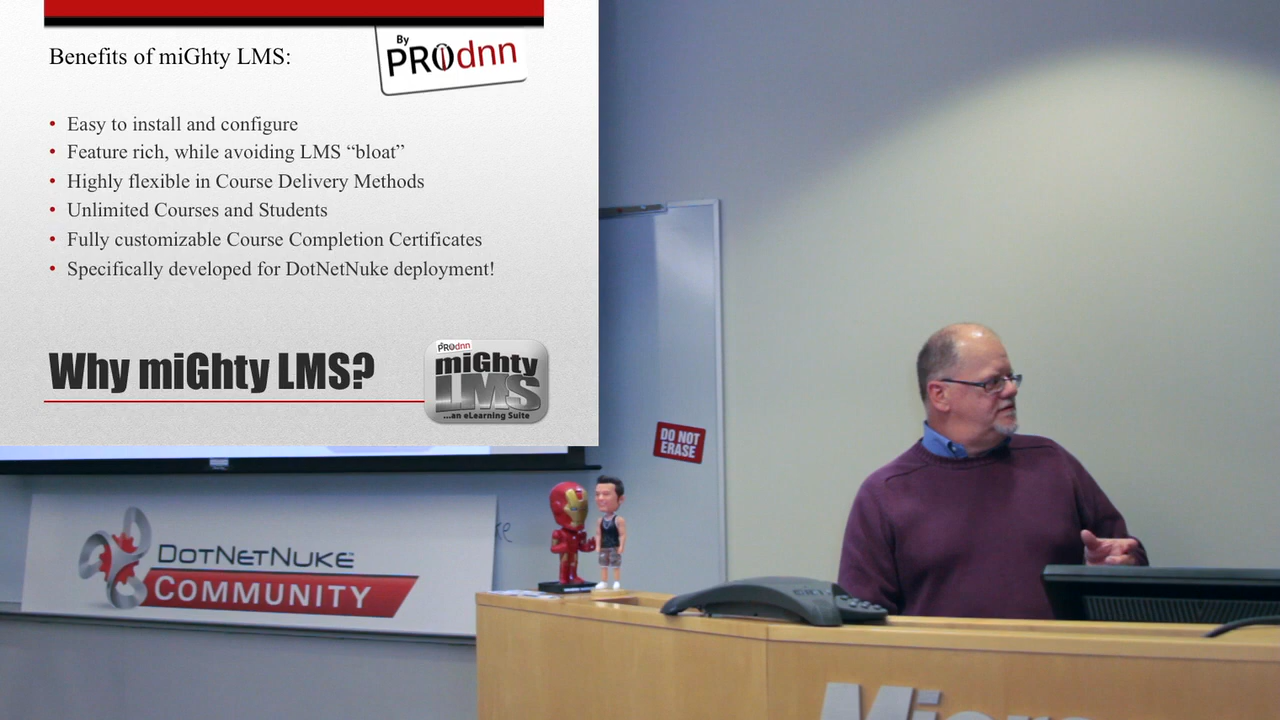 By
PROdnn
Benefits of miGhty LMS:
• Easy to install and configure
• Feature rich, while avoiding LMS “bloat”
• Highly flexible in Course Delivery Methods
• Unlimited Courses and Students
• Fully customizable Course Completion Certificates
• Specifically developed for DotNetNuke deployment!
Why miGhty LMS?
PROdnn
miGhty
LMS
...an eLearning Suite
DO NOT
ERASE
DOTNETNUKE
COMMUNITY